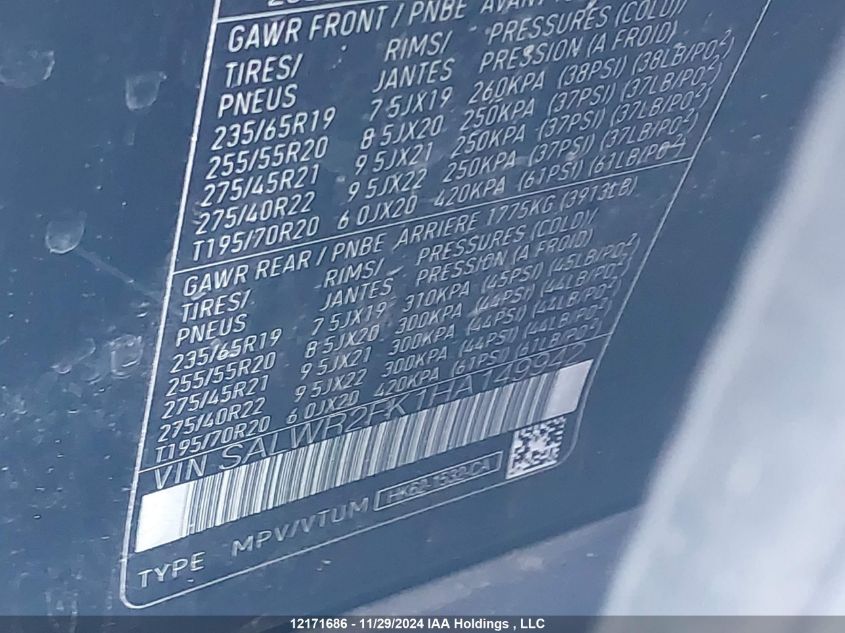 GAWR FRONT / PNBE
TIRES/ RIMS/ PRESSURES (COLD)/
PNEUS JANTES PRESSION (A FROID)
235/65R19 7 5JX19 260KPA (38PSI) (38LB/PO²)
255/55R20 8 5JX20 250KPA (37PSI) (37LB/PO²)
275/45R21 9 5JX21 250KPA (37PSI) (37LB/PO²)
275/40R22 9 5JX22 250KPA (37PSI) (37LB/PO²)
T195/70R20 6 0JX20 420KPA (61PSI) (61LB/PO²)
GAWR REAR / PNBE ARRIERE 1775KG (3913LB)
TIRES/ RIMS/ PRESSURES (COLD)/
PNEUS JANTES PRESSION (A FROID)
235/65R19 7 5JX19 310KPA (45PSI) (45LB/PO²)
255/55R20 8 5JX20 300KPA (44PSI) (44LB/PO²)
275/45R21 9 5JX21 300KPA (44PSI) (44LB/PO²)
275/40R22 9 5JX22 300KPA (44PSI) (44LB/PO²)
T195/70R20 6 0JX20 420KPA (61PSI) (61LB/PO²)
VIN SALWR2FK1HA149942
TYPE MPV/VTUM HK62-1532-CA
12171686 - 11/29/2024 IAA Holdings , LLC